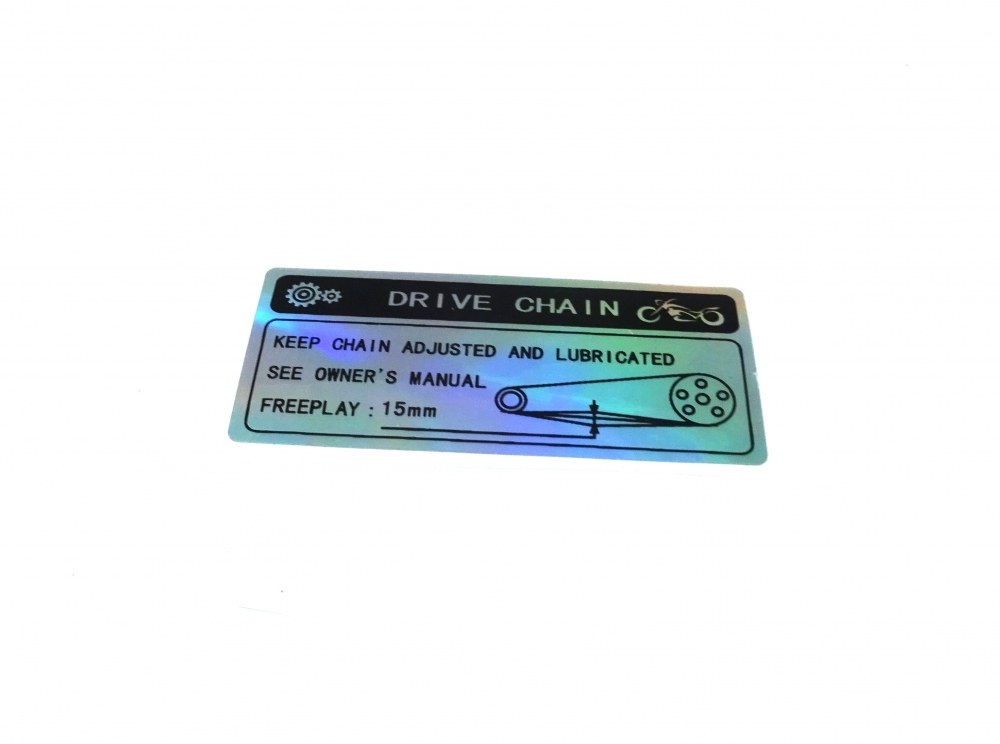 DRIVE CHAIN
KEEP CHAIN ADJUSTED AND LUBRICATED
SEE OWNER'S MANUAL
FREEPLAY : 15mm